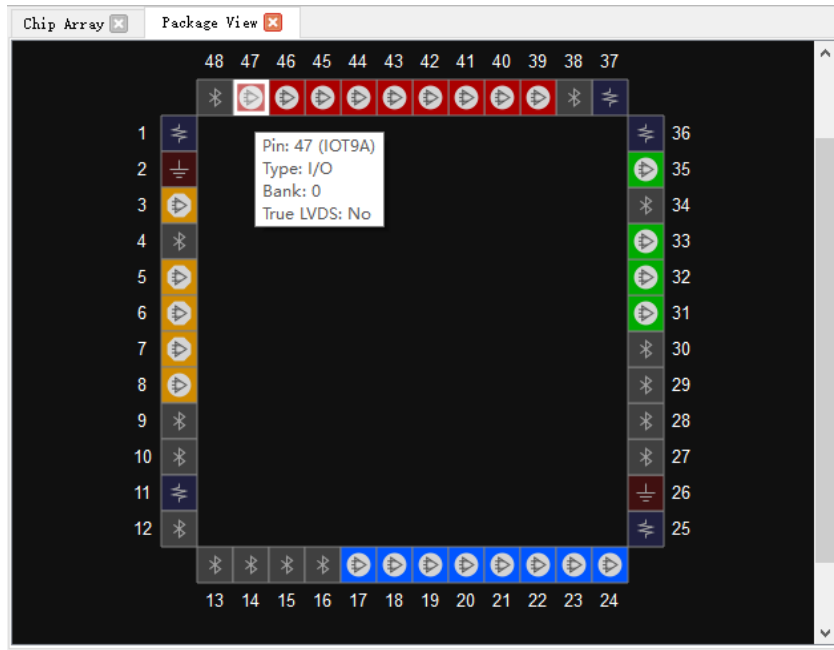 Chip Array Package View
48 47 46 45 44 43 42 41 40 39 38 37
Pin: 47 (IOT9A)
Type: I/O
Bank: 0
True LVDS: No
1 36
2 35
3 34
4 33
5 32
6 31
7 30
8 29
9 28
10 27
11 26
12 25
13 14 15 16 17 18 19 20 21 22 23 24